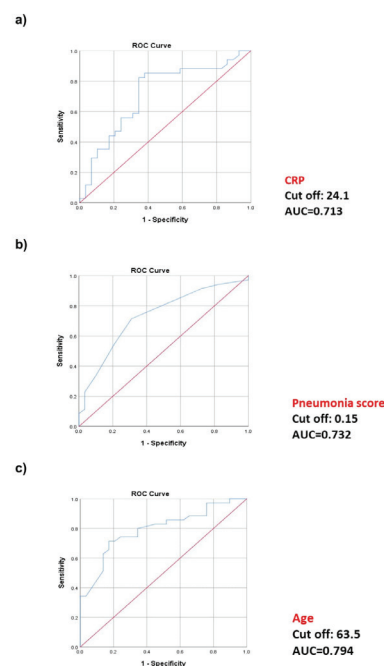 a)
ROC Curve
1.0
0.8
0.6
0.4
0.2
0.0
Sensitivity
0.0 0.2 0.4 0.6 0.8 1.0
1 - Specificity
CRP
Cut off: 24.1
AUC=0.713
b)
ROC Curve
1.0
0.8
0.6
0.4
0.2
0.0
Sensitivity
0.0 0.2 0.4 0.6 0.8 1.0
1 - Specificity
Pneumonia score
Cut off: 0.15
AUC=0.732
c)
ROC Curve
1.0
0.8
0.6
0.4
0.2
0.0
Sensitivity
0.0 0.2 0.4 0.6 0.8 1.0
1 - Specificity
Age
Cut off: 63.5
AUC=0.794